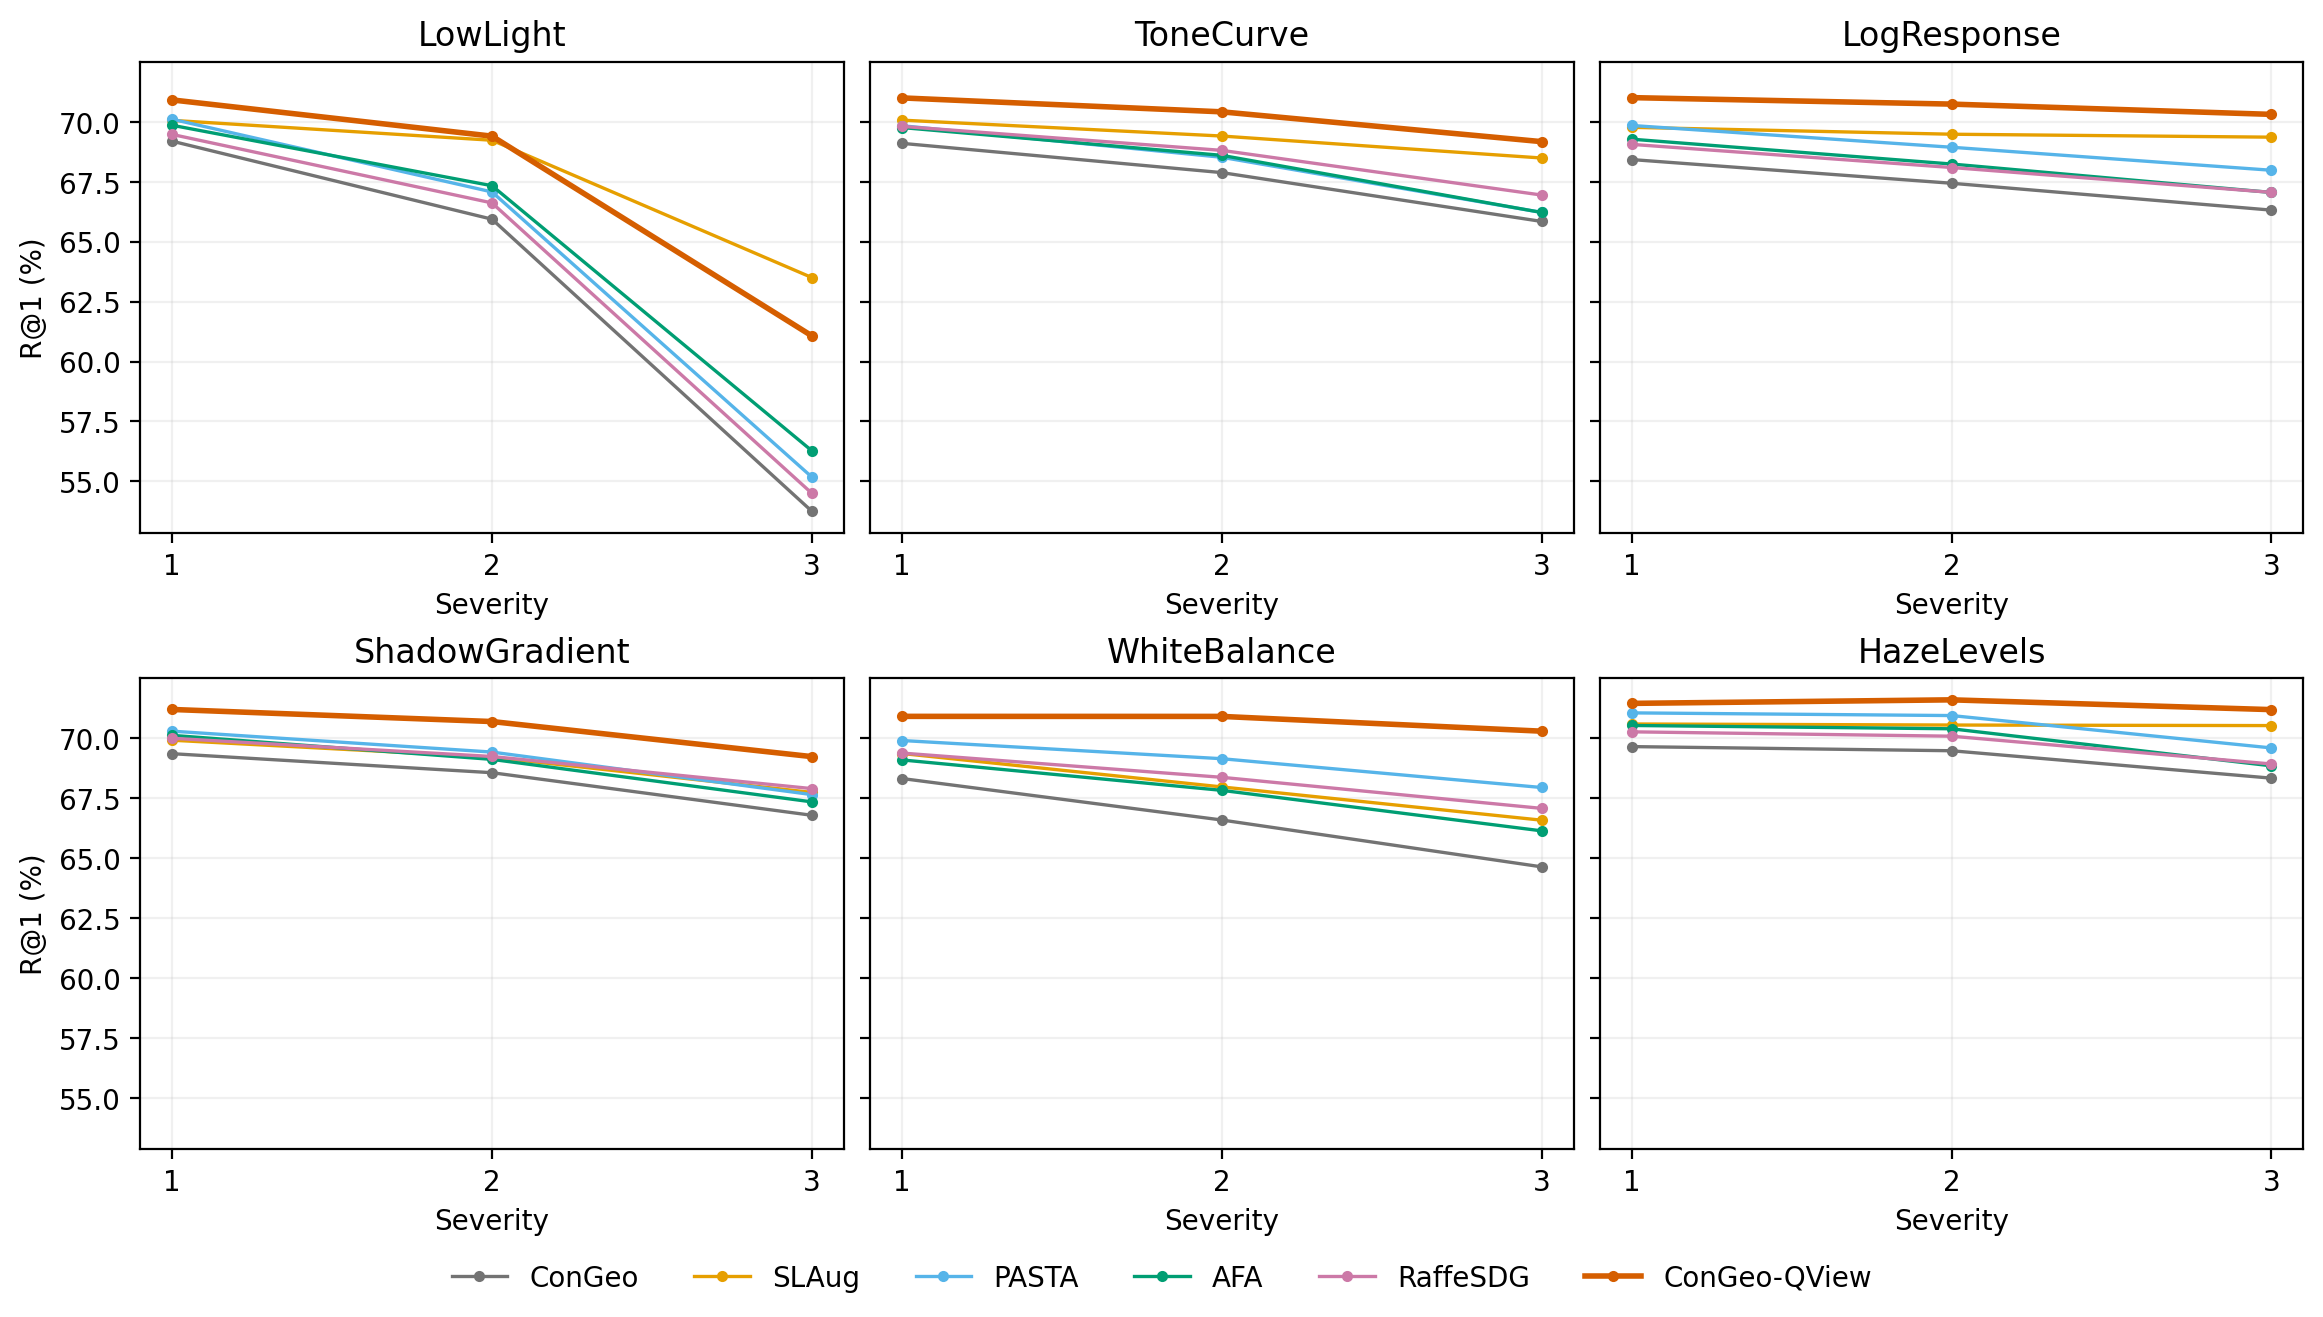 LowLight
ToneCurve
LogResponse
R@1 (%)
70.0
67.5
65.0
62.5
60.0
57.5
55.0
1 2 3
1 2 3
1 2 3
Severity
Severity
Severity
ShadowGradient
WhiteBalance
HazeLevels
R@1 (%)
70.0
67.5
65.0
62.5
60.0
57.5
55.0
1 2 3
1 2 3
1 2 3
Severity
Severity
Severity
ConGeo SLAug PASTA AFA RaffeSDG ConGeo-QView